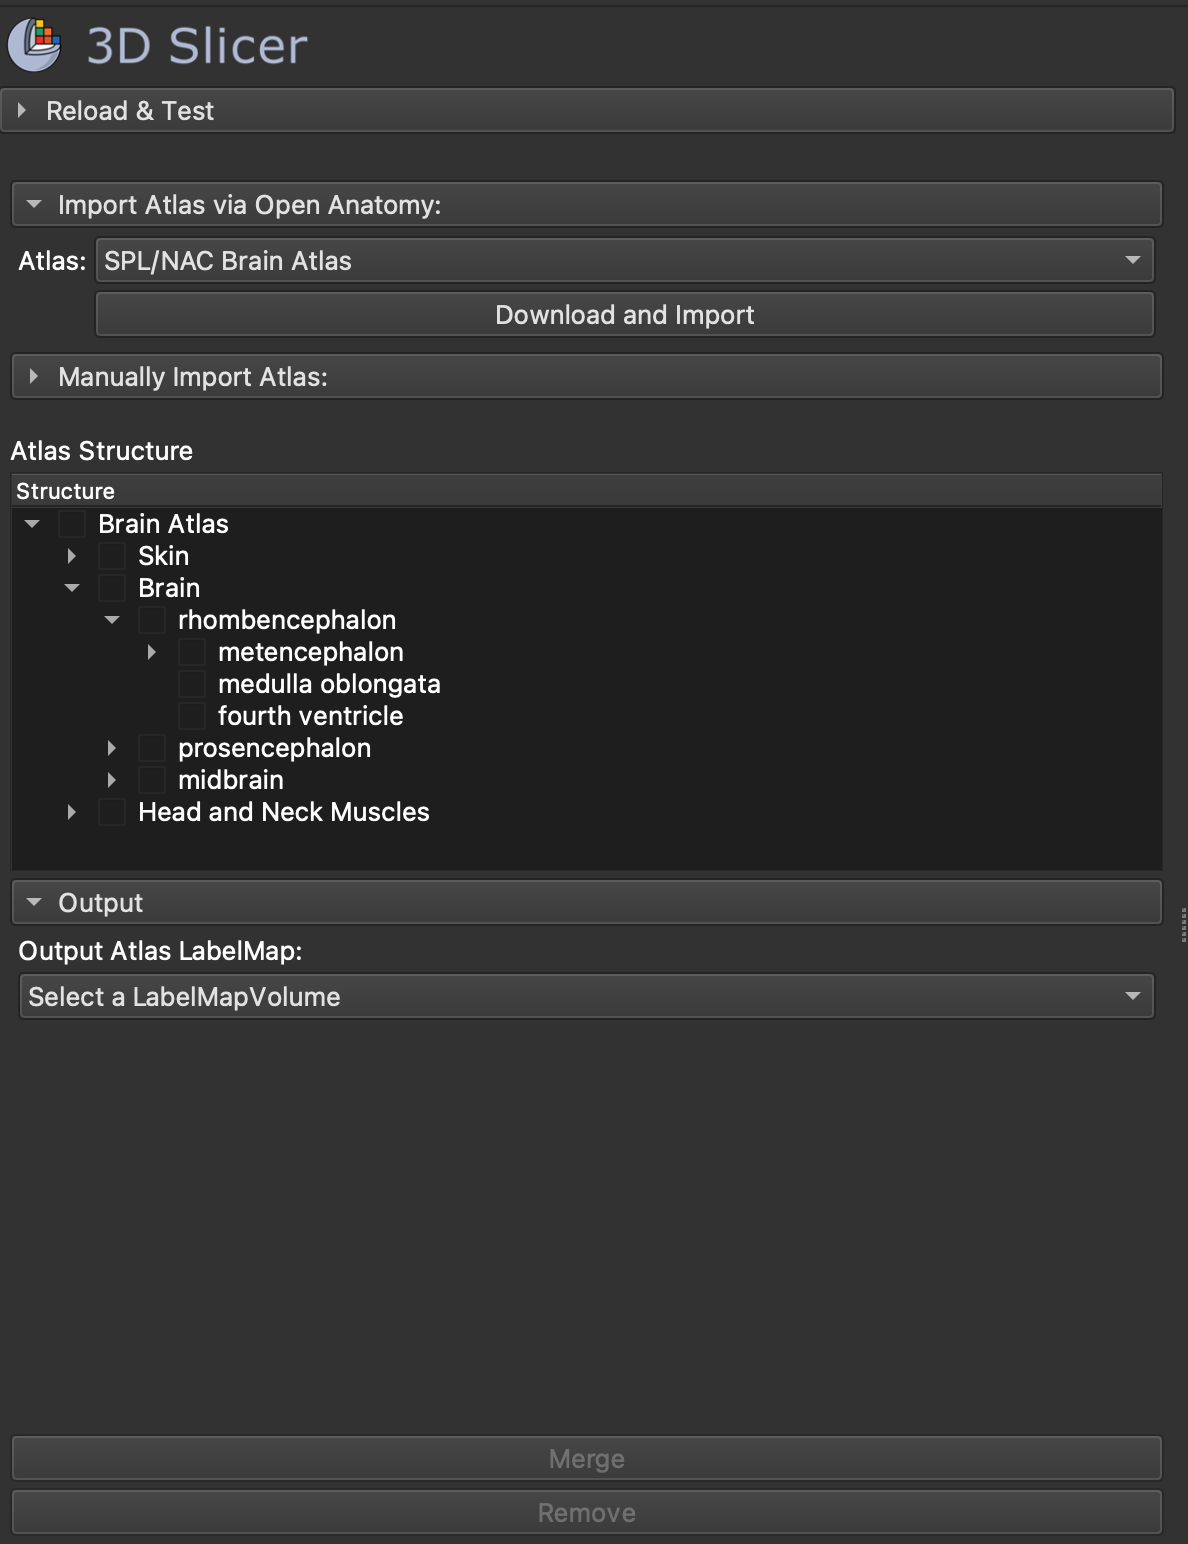 3D Slicer
Reload & Test
Import Atlas via Open Anatomy:
Atlas: SPL/NAC Brain Atlas
Download and Import
Manually Import Atlas:
Atlas Structure
Structure
Brain Atlas
Skin
Brain
rhombencephalon
metencephalon
medulla oblongata
fourth ventricle
prosencephalon
midbrain
Head and Neck Muscles
Output
Output Atlas LabelMap:
Select a LabelMapVolume
Merge
Remove